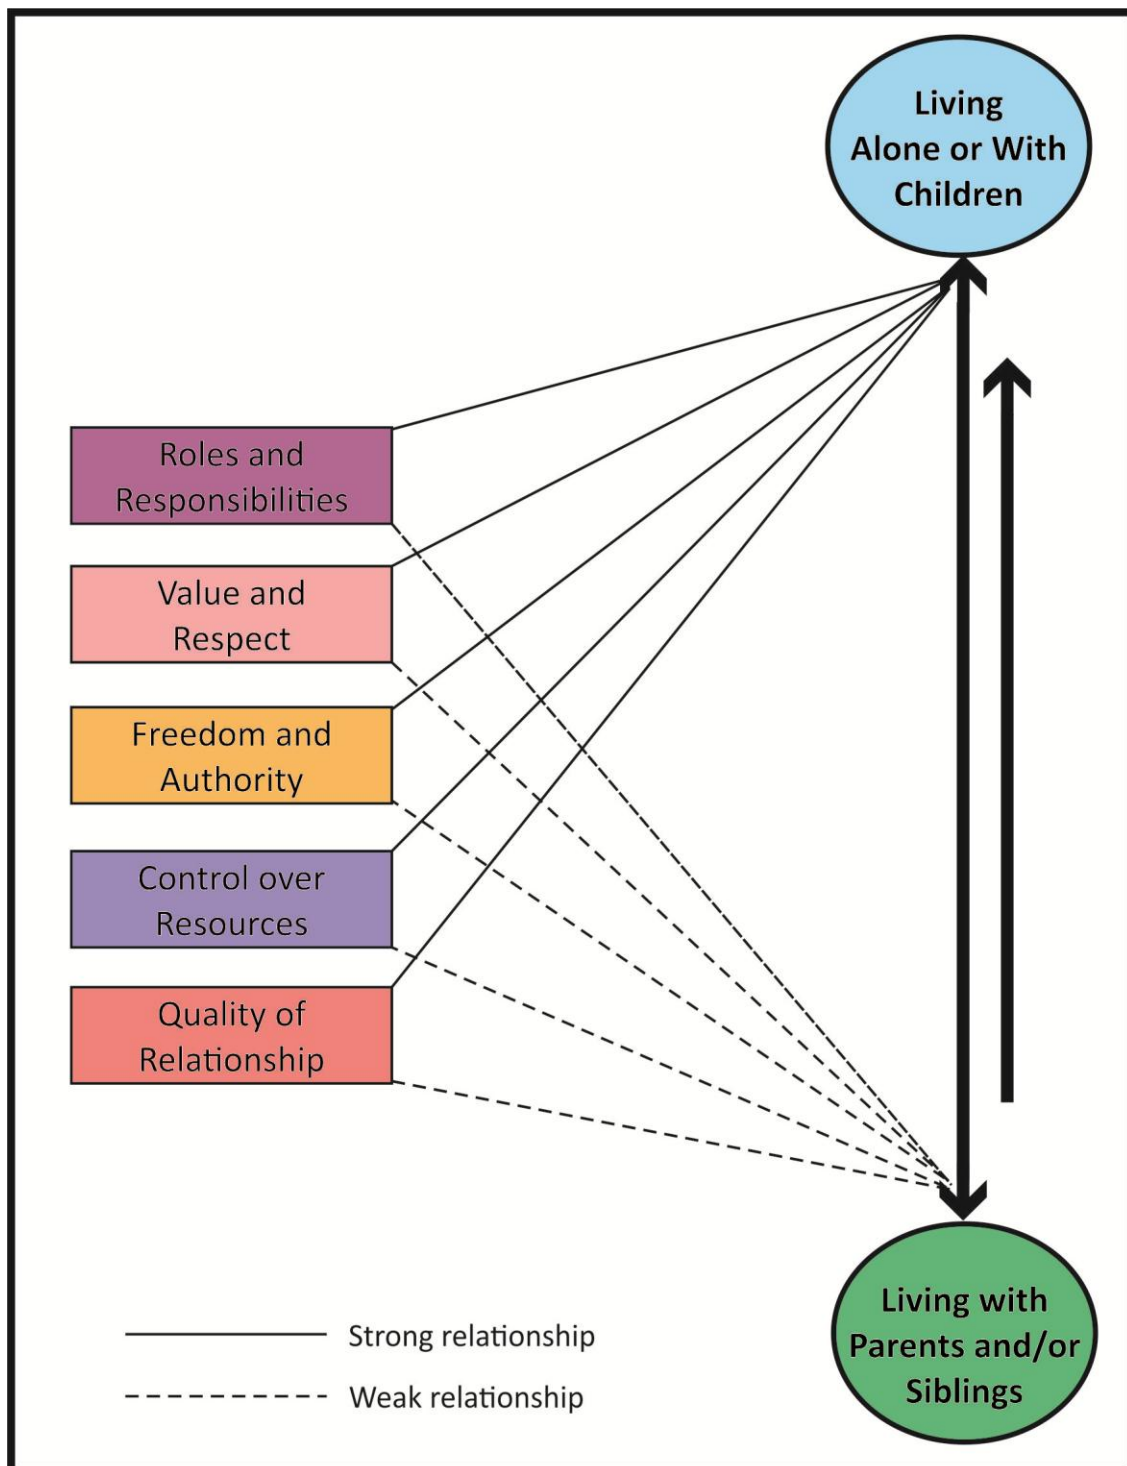 Living
Alone or With
Children
Roles and
Responsibilities
Value and
Respect
Freedom and
Authority
Control over
Resources
Quality of
Relationship
Living with
Parents and/or
Siblings
Strong relationship
Weak relationship